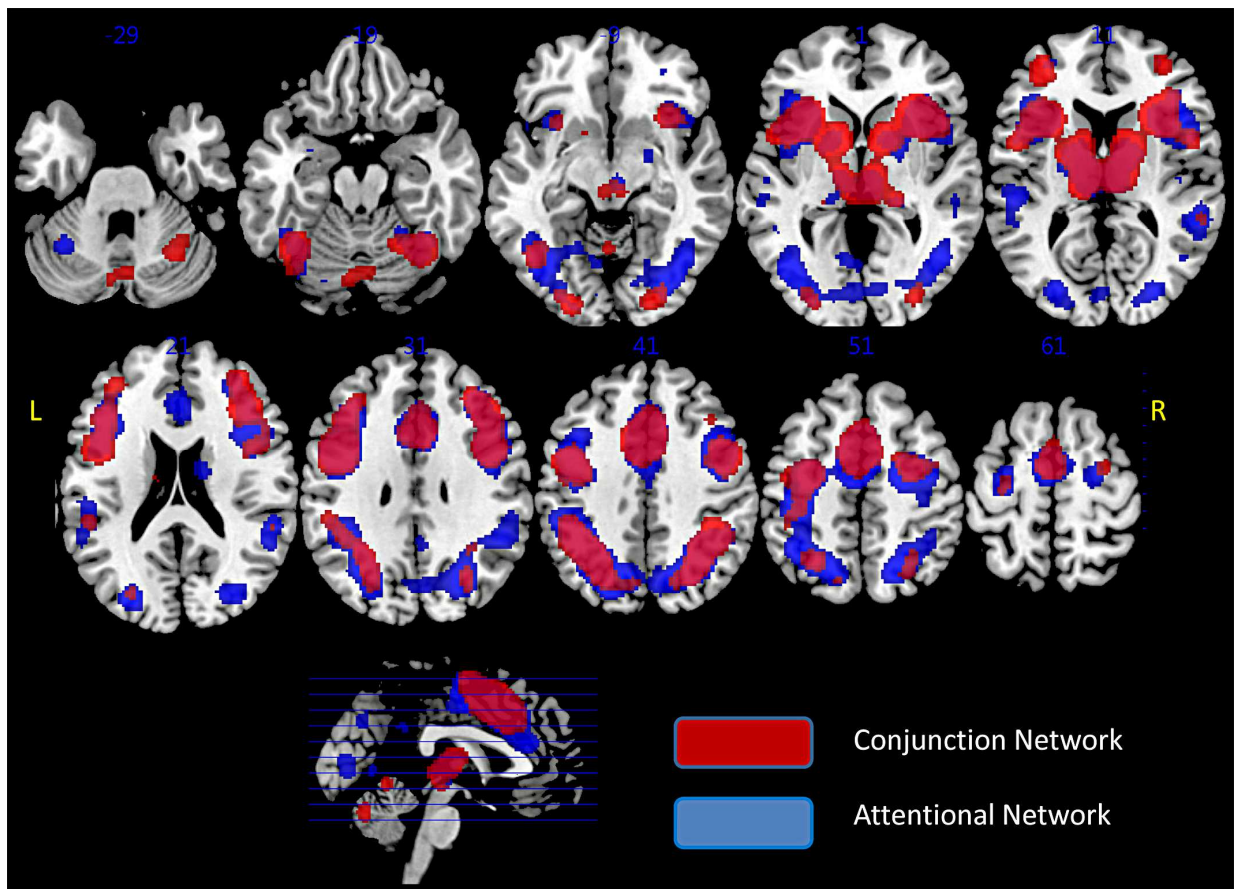 -29 -19 -9 1 11
21 31 41 51 61
L R
Conjunction Network
Attentional Network